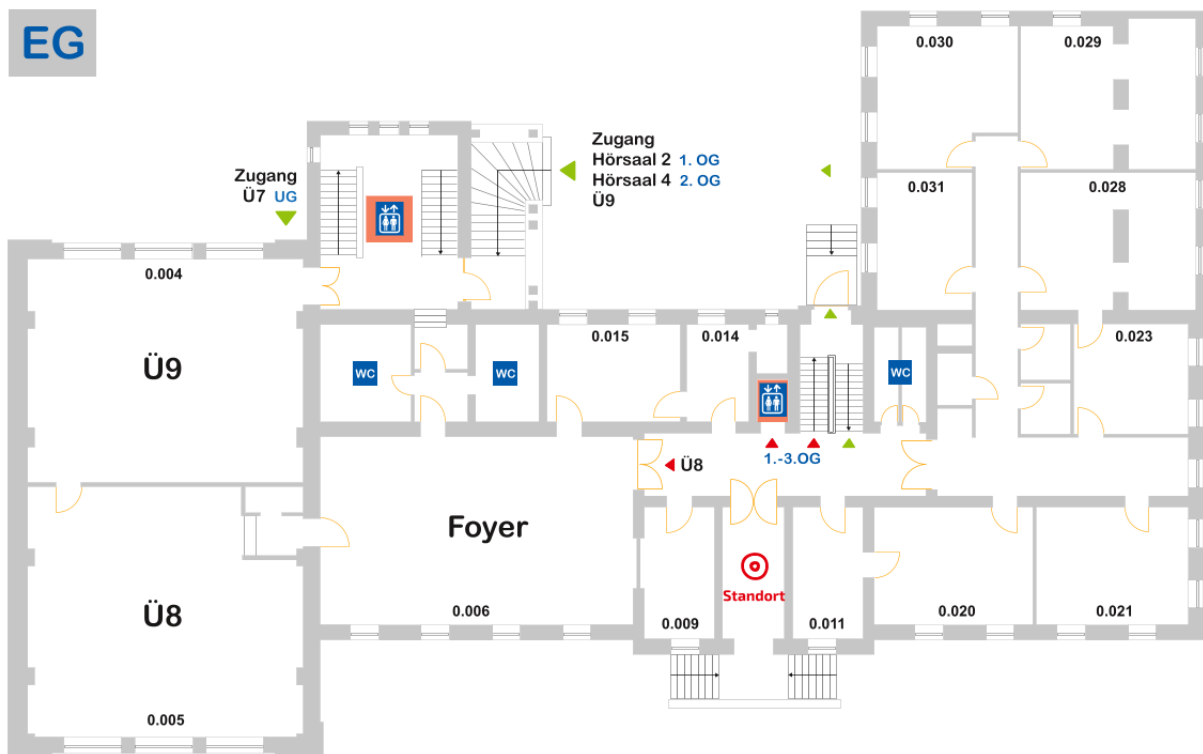 EG
0.030
0.029
Zugang
Hörsaal 2 1. OG
Hörsaal 4 2. OG
Ü9
Zugang
Ü7 UG
0.031
0.028
0.004
Ü9
0.015
0.014
0.023
WC
WC
WC
1.-3.OG
Ü8
Foyer
Standort
Ü8
0.006
0.009
0.011
0.020
0.021
0.005